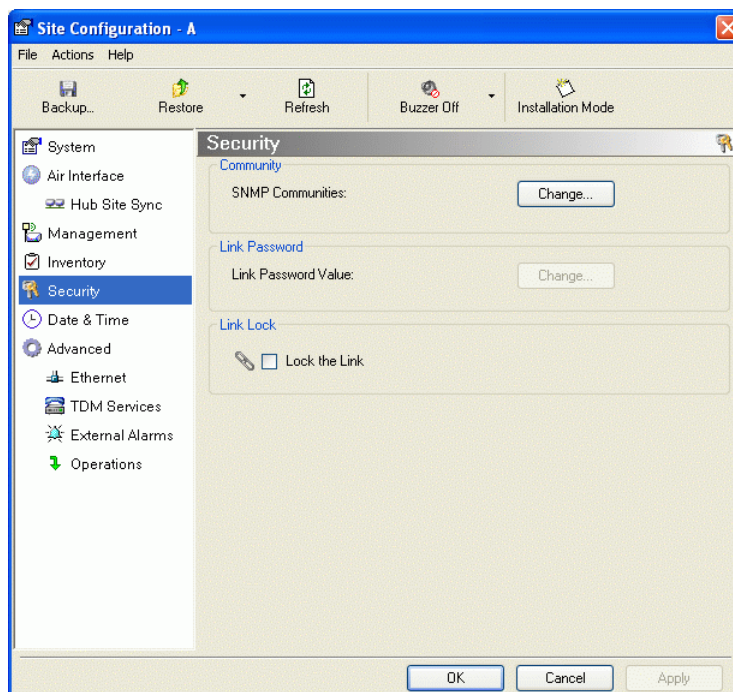 Site Configuration - A
File Actions Help
Backup... Restore Refresh Buzzer Off Installation Mode
System
Air Interface
Hub Site Sync
Management
Inventory
Security
Date & Time
Advanced
Ethernet
TDM Services
External Alarms
Operations
Security
Community
SNMP Communities: Change...
Link Password
Link Password Value: Change...
Link Lock
Lock the Link
OK Cancel Apply